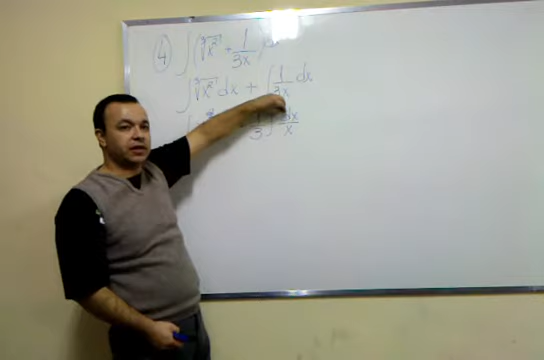 ④ ∫(∛x² + 1/3x) dx
∫∛x² dx + ∫1/3x dx
∫ 1/3 ∫ dx/x